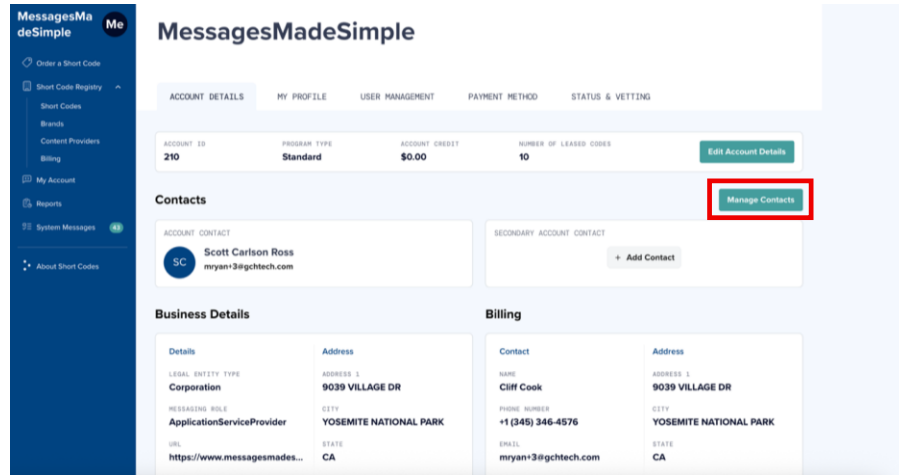 MessagesMa
deSimple
Me
Order a Short Code
Short Code Registry
Short Codes
Brands
Content Providers
Billing
My Account
Reports
System Messages 43
About Short Codes
MessagesMadeSimple
ACCOUNT DETAILS MY PROFILE USER MANAGEMENT PAYMENT METHOD STATUS & VETTING
ACCOUNT ID PROGRAM TYPE ACCOUNT CREDIT NUMBER OF LEASED CODES
210 Standard $0.00 10
Edit Account Details
Contacts
Manage Contacts
ACCOUNT CONTACT
SC
Scott Carlson Ross
mryan+3@gchtech.com
SECONDARY ACCOUNT CONTACT
+ Add Contact
Business Details
Details
LEGAL ENTITY TYPE
Corporation
MESSAGING ROLE
ApplicationServiceProvider
URL
https://www.messagesmades...
Address
ADDRESS 1
9039 VILLAGE DR
CITY
YOSEMITE NATIONAL PARK
STATE
CA
Billing
Contact
NAME
Cliff Cook
PHONE NUMBER
+1 (345) 346-4576
EMAIL
mryan+3@gchtech.com
Address
ADDRESS 1
9039 VILLAGE DR
CITY
YOSEMITE NATIONAL PARK
STATE
CA